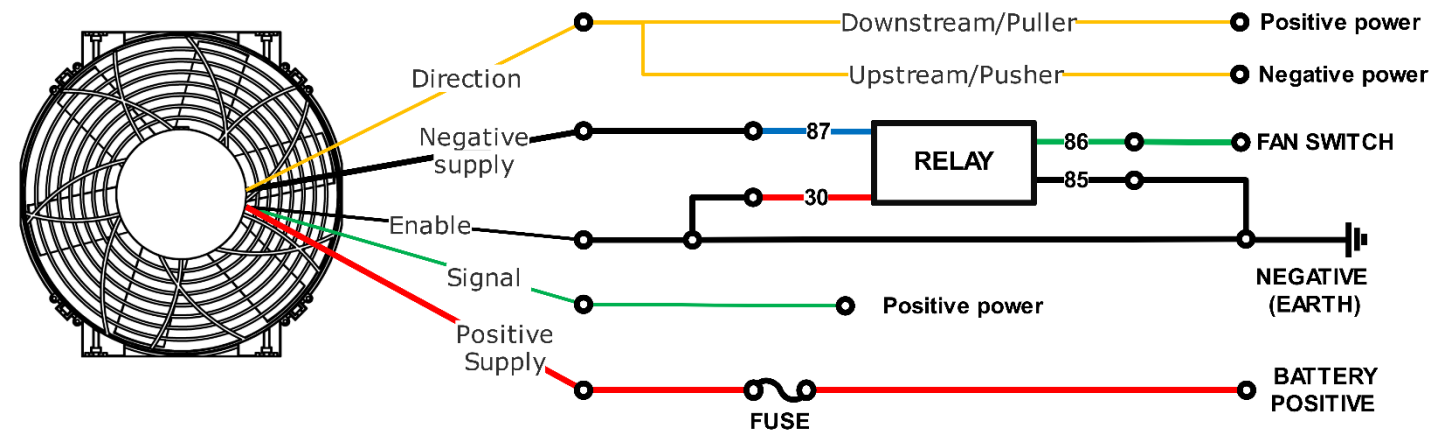 Downstream/Puller
Positive power
Direction
Upstream/Pusher
Negative power
Negative
supply
87
RELAY
86
FAN SWITCH
30
85
Enable
NEGATIVE
(EARTH)
Signal
Positive power
Positive
Supply
FUSE
BATTERY
POSITIVE